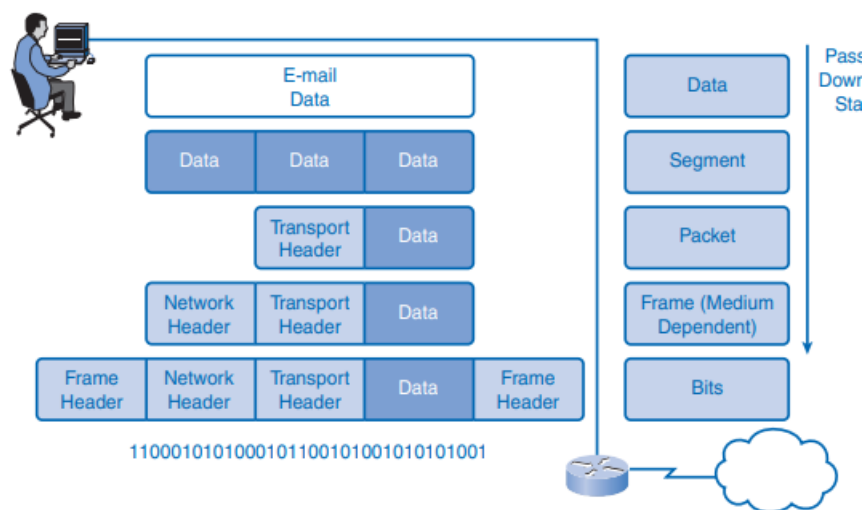 E-mail
Data
Data
Data Data Data
Segment
Transport
Header
Data
Packet
Network
Header
Transport
Header
Data
Frame (Medium
Dependent)
Frame
Header
Network
Header
Transport
Header
Data
Frame
Header
Bits
1100010101000101100101001010101001
Pass
Down
Sta